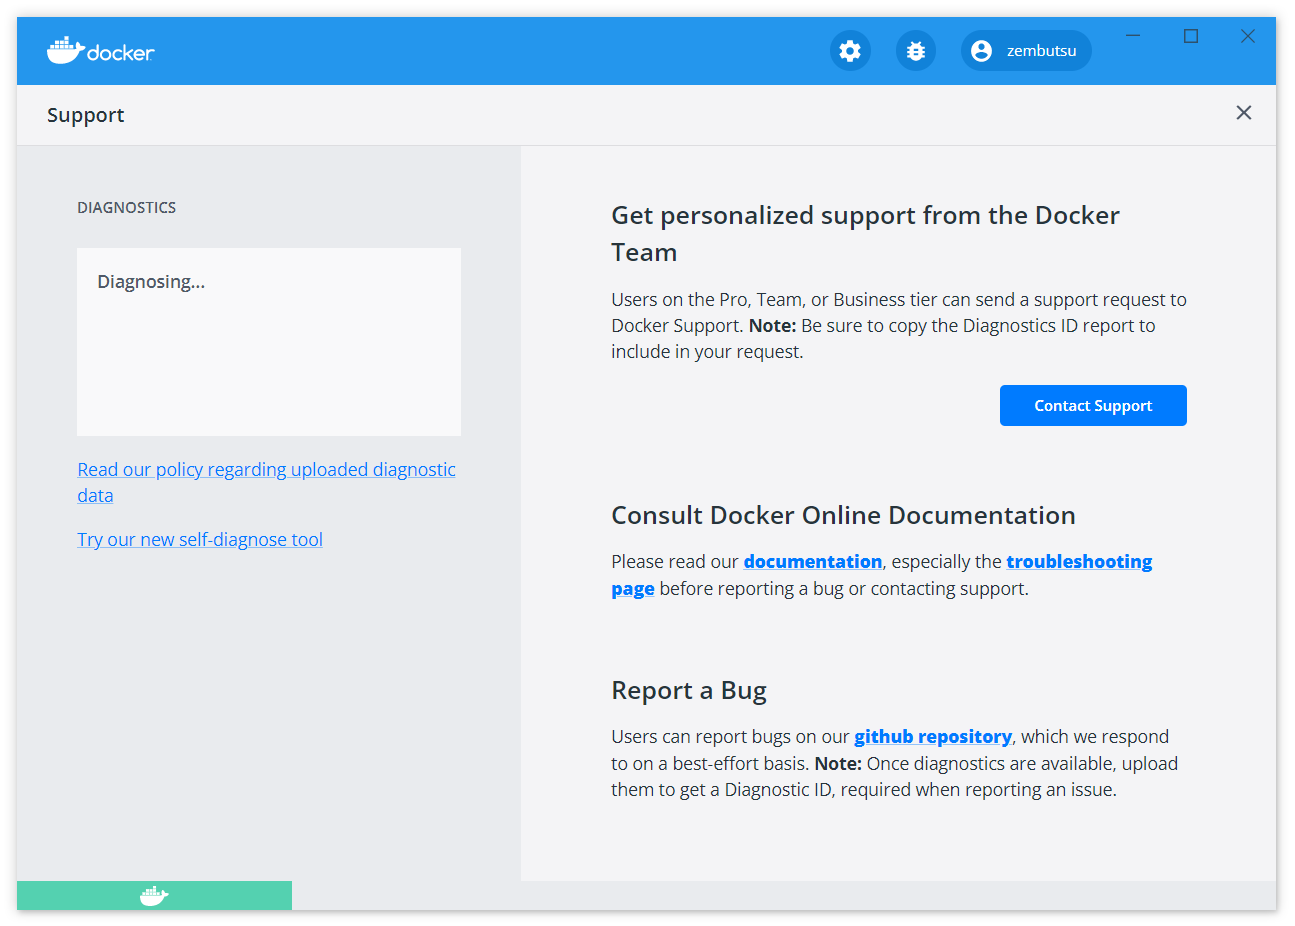 docker
zembutsu
Support
DIAGNOSTICS
Diagnosing...
Read our policy regarding uploaded diagnostic
data
Try our new self-diagnose tool
Get personalized support from the Docker
Team
Users on the Pro, Team, or Business tier can send a support request to
Docker Support. Note: Be sure to copy the Diagnostics ID report to
include in your request.
Contact Support
Consult Docker Online Documentation
Please read our documentation, especially the troubleshooting
page before reporting a bug or contacting support.
Report a Bug
Users can report bugs on our github repository, which we respond
to on a best-effort basis. Note: Once diagnostics are available, upload
them to get a Diagnostic ID, required when reporting an issue.